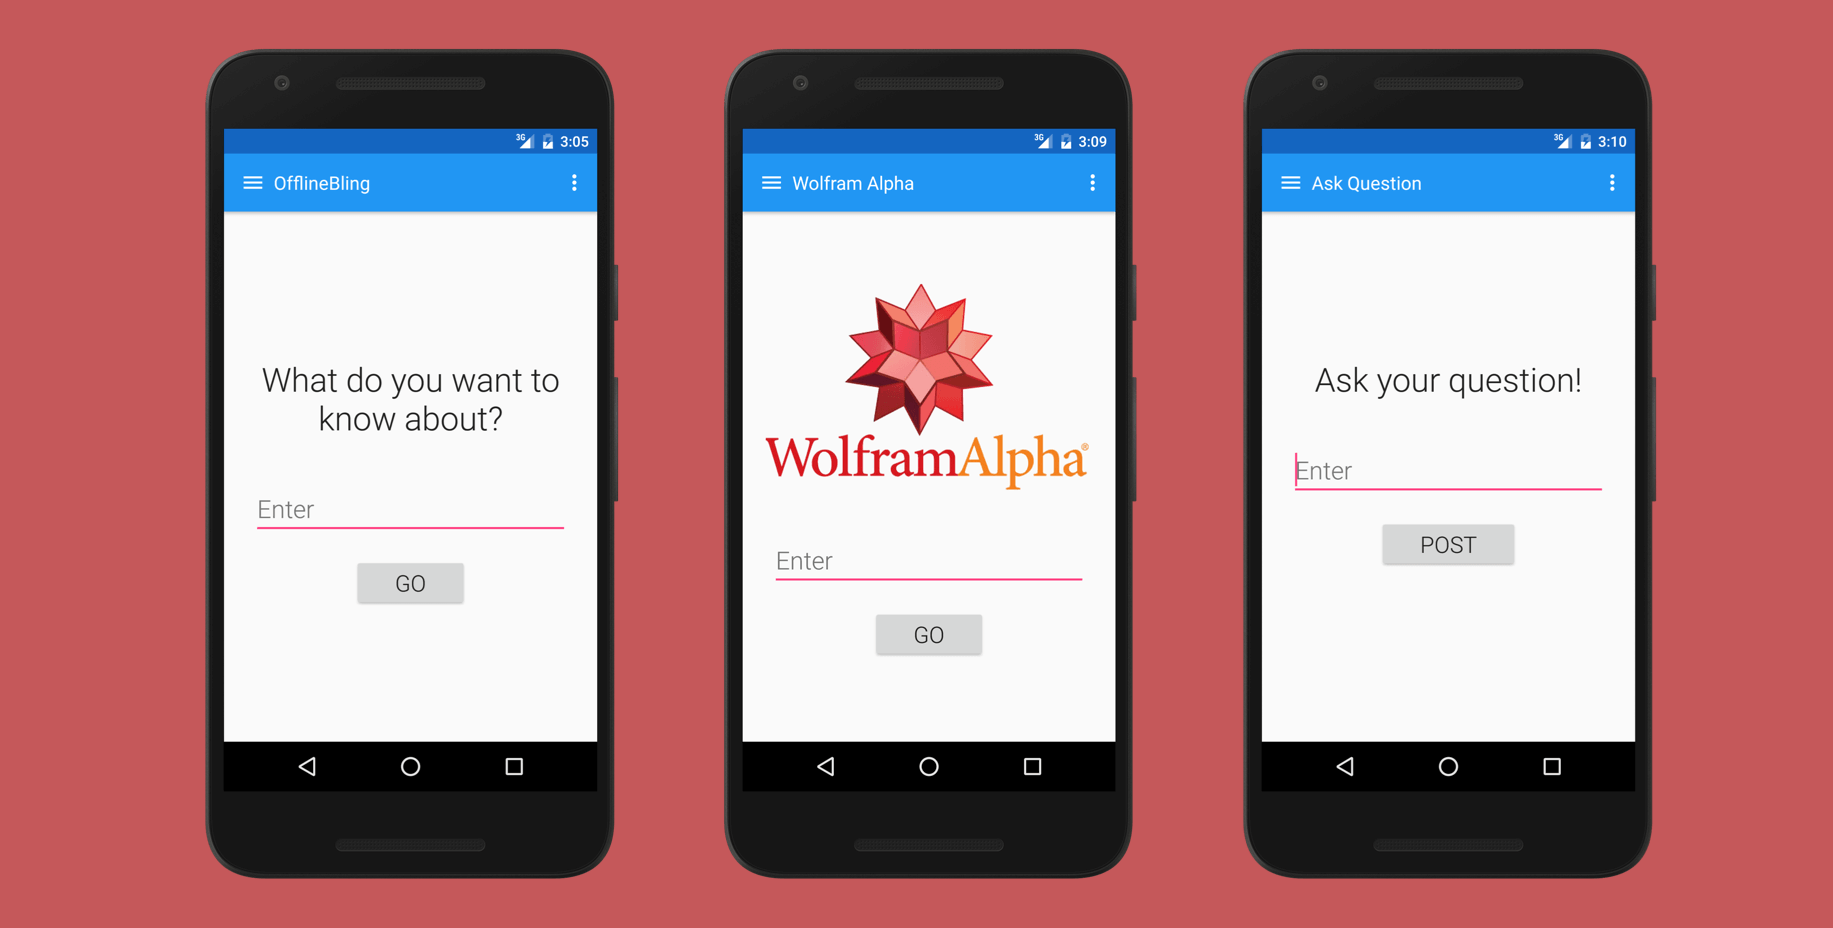 3G 3:05
OfflineBling
What do you want to
know about?
Enter
GO
3G 3:09
Wolfram Alpha
WolframAlpha®
Enter
GO
3G 3:10
Ask Question
Ask your question!
Enter
POST